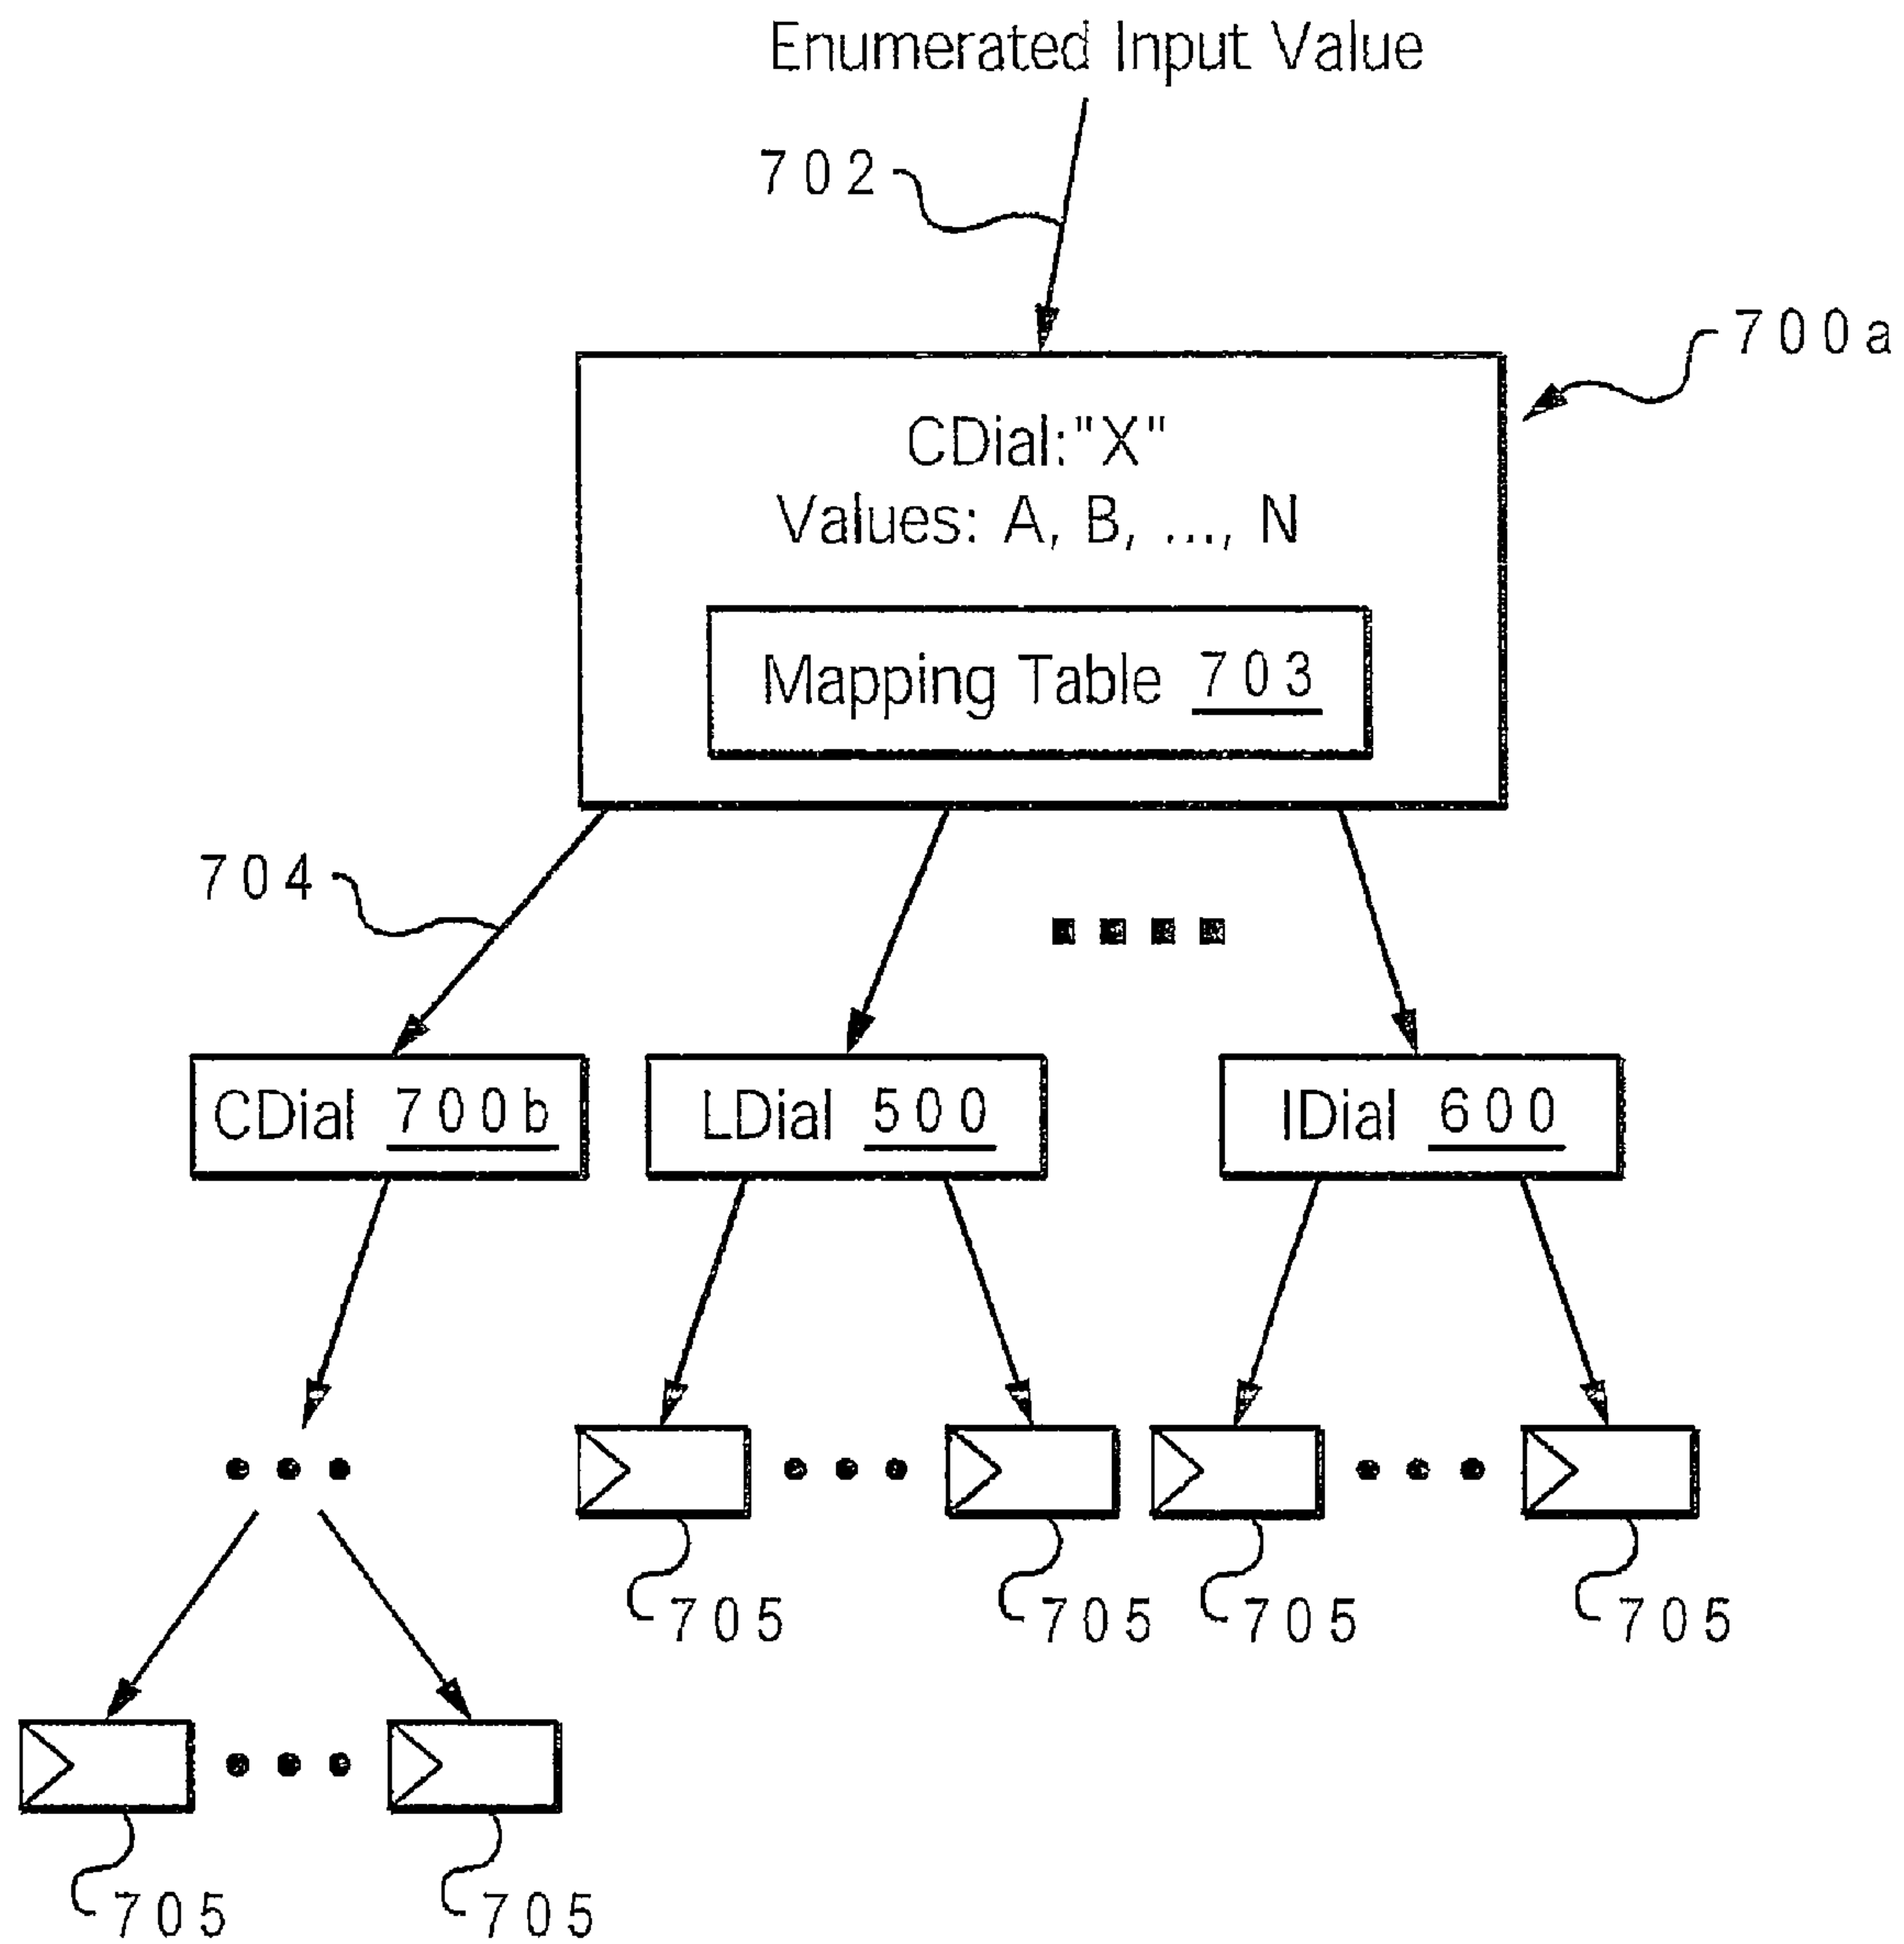 Enumerated Input Value
702
700a
CDial:"X"
Values: A, B, ..., N
Mapping Table 703
704
CDial 700b
LDial 500
IDial 600
705
705
705
705
705
705